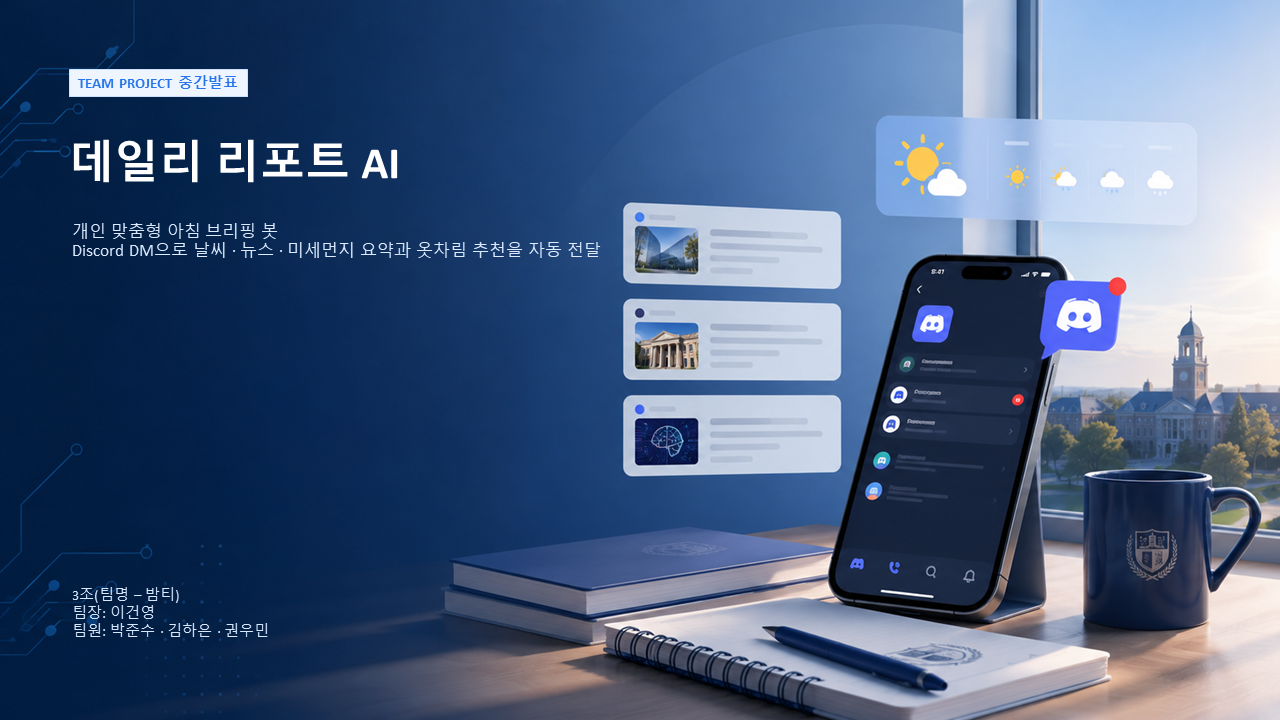 TEAM PROJECT 중간발표
데일리 리포트 AI
개인 맞춤형 아침 브리핑 봇
Discord DM으로 날씨 · 뉴스 · 미세먼지 요약과 옷차림 추천을 자동 전달
9:41
3조(팀명 – 밤티)
팀장: 이건영
팀원: 박준수 · 김하은 · 권우민